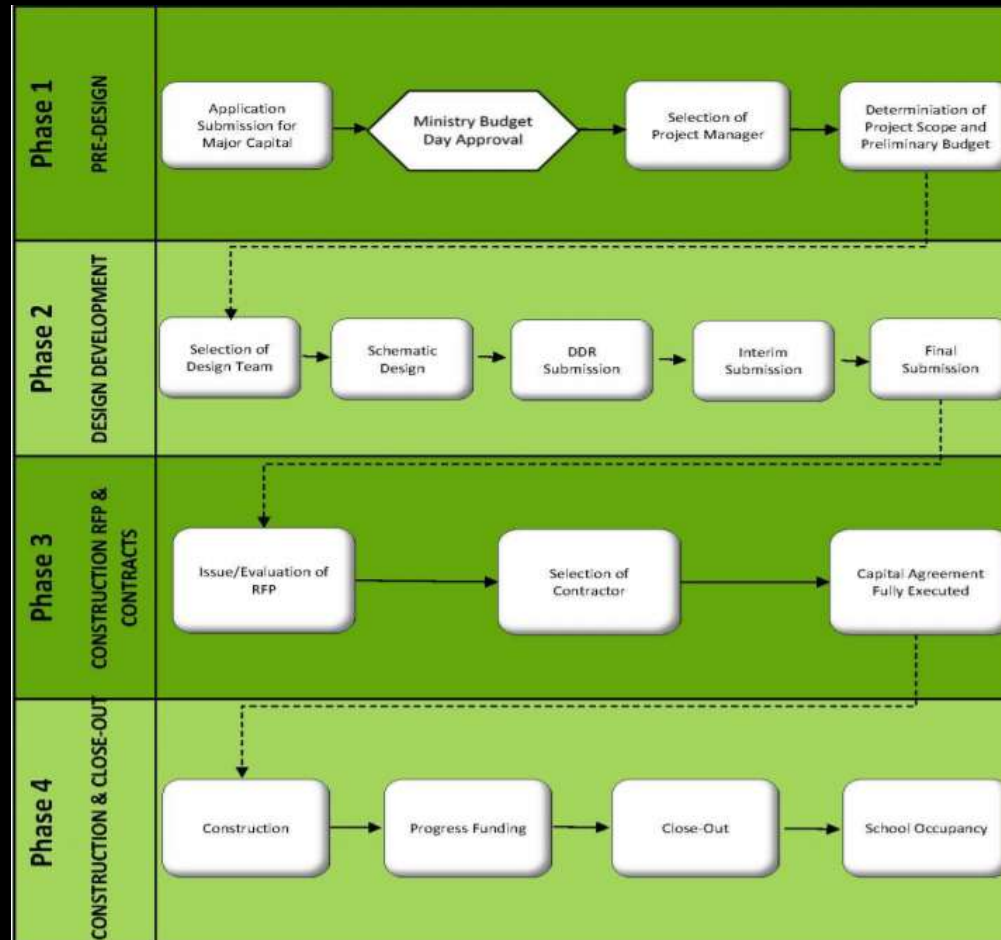 Phase 1
PRE-DESIGN
Application
Submission for
Major Capital
Ministry Budget
Day Approval
Selection of
Project Manager
Determiniation of
Project Scope and
Preliminary Budget
Phase 2
DESIGN DEVELOPMENT
Selection of
Design Team
Schematic
Design
DDR
Submission
Interim
Submission
Final
Submission
Phase 3
CONSTRUCTION RFP &
CONTRACTS
Issue/Evaluation of
RFP
Selection of
Contractor
Capital Agreement
Fully Executed
Phase 4
CONSTRUCTION & CLOSE-OUT
Construction
Progress Funding
Close-Out
School Occupancy